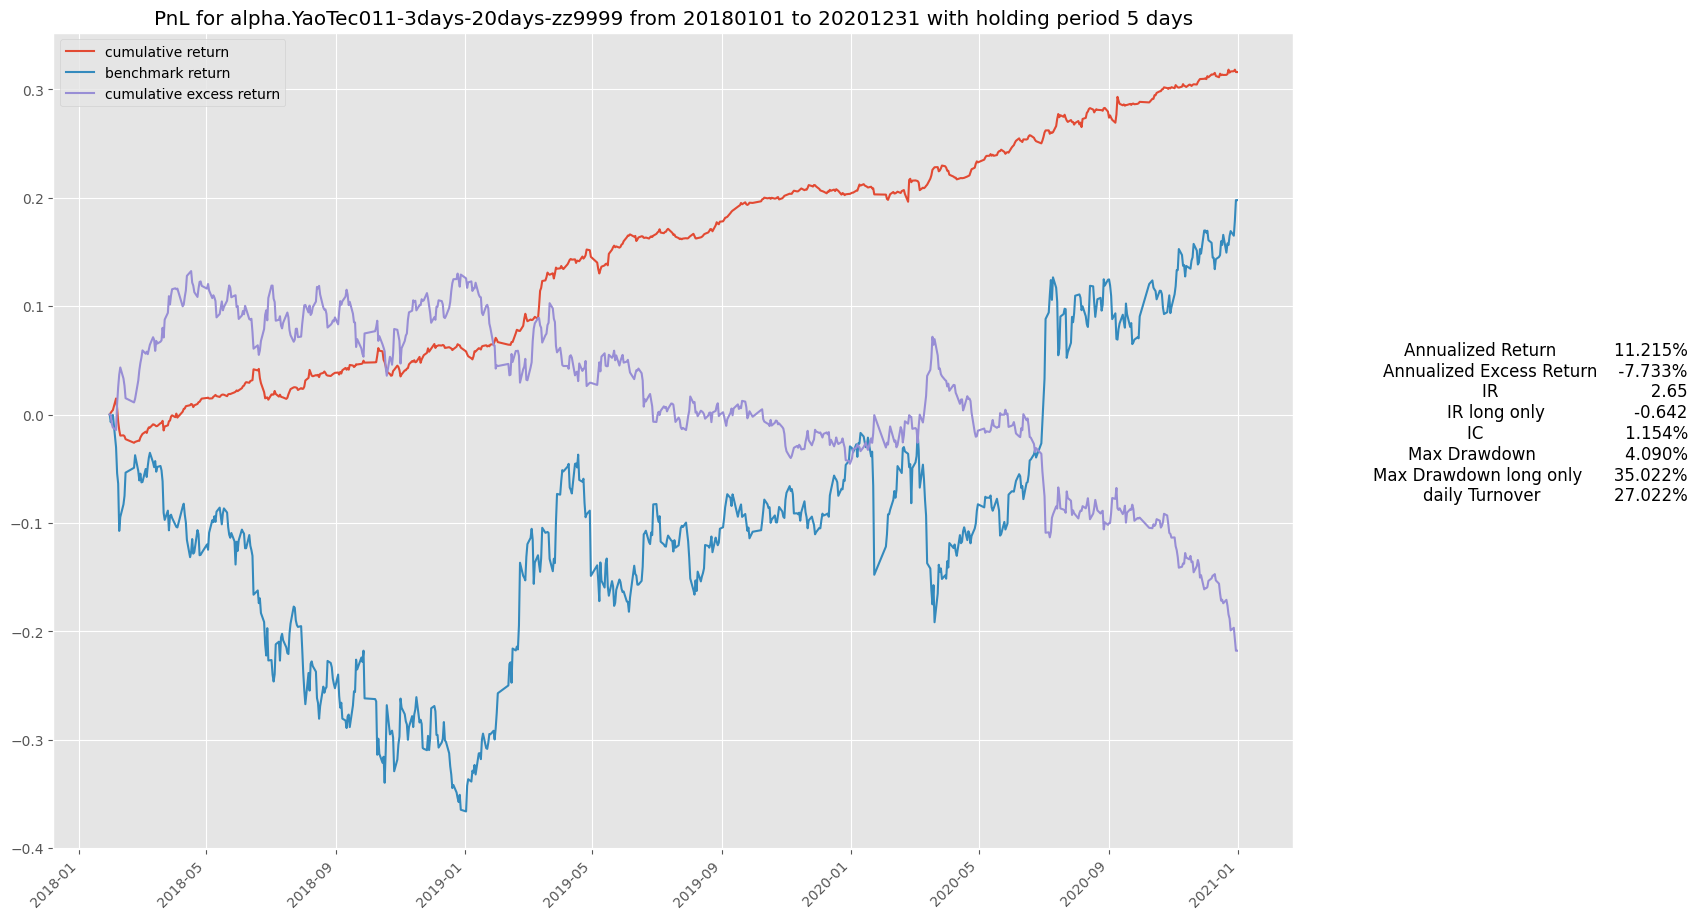 PnL for alpha.YaoTec011-3days-20days-zz9999 from 20180101 to 20201231 with holding period 5 days
cumulative return
benchmark return
cumulative excess return
0.3
0.2
0.1
0.0
−0.1
−0.2
−0.3
−0.4
2018-01
2018-05
2018-09
2019-01
2019-05
2019-09
2020-01
2020-05
2020-09
2021-01
Annualized Return 11.215%
Annualized Excess Return -7.733%
IR 2.65
IR long only -0.642
IC 1.154%
Max Drawdown 4.090%
Max Drawdown long only 35.022%
daily Turnover 27.022%